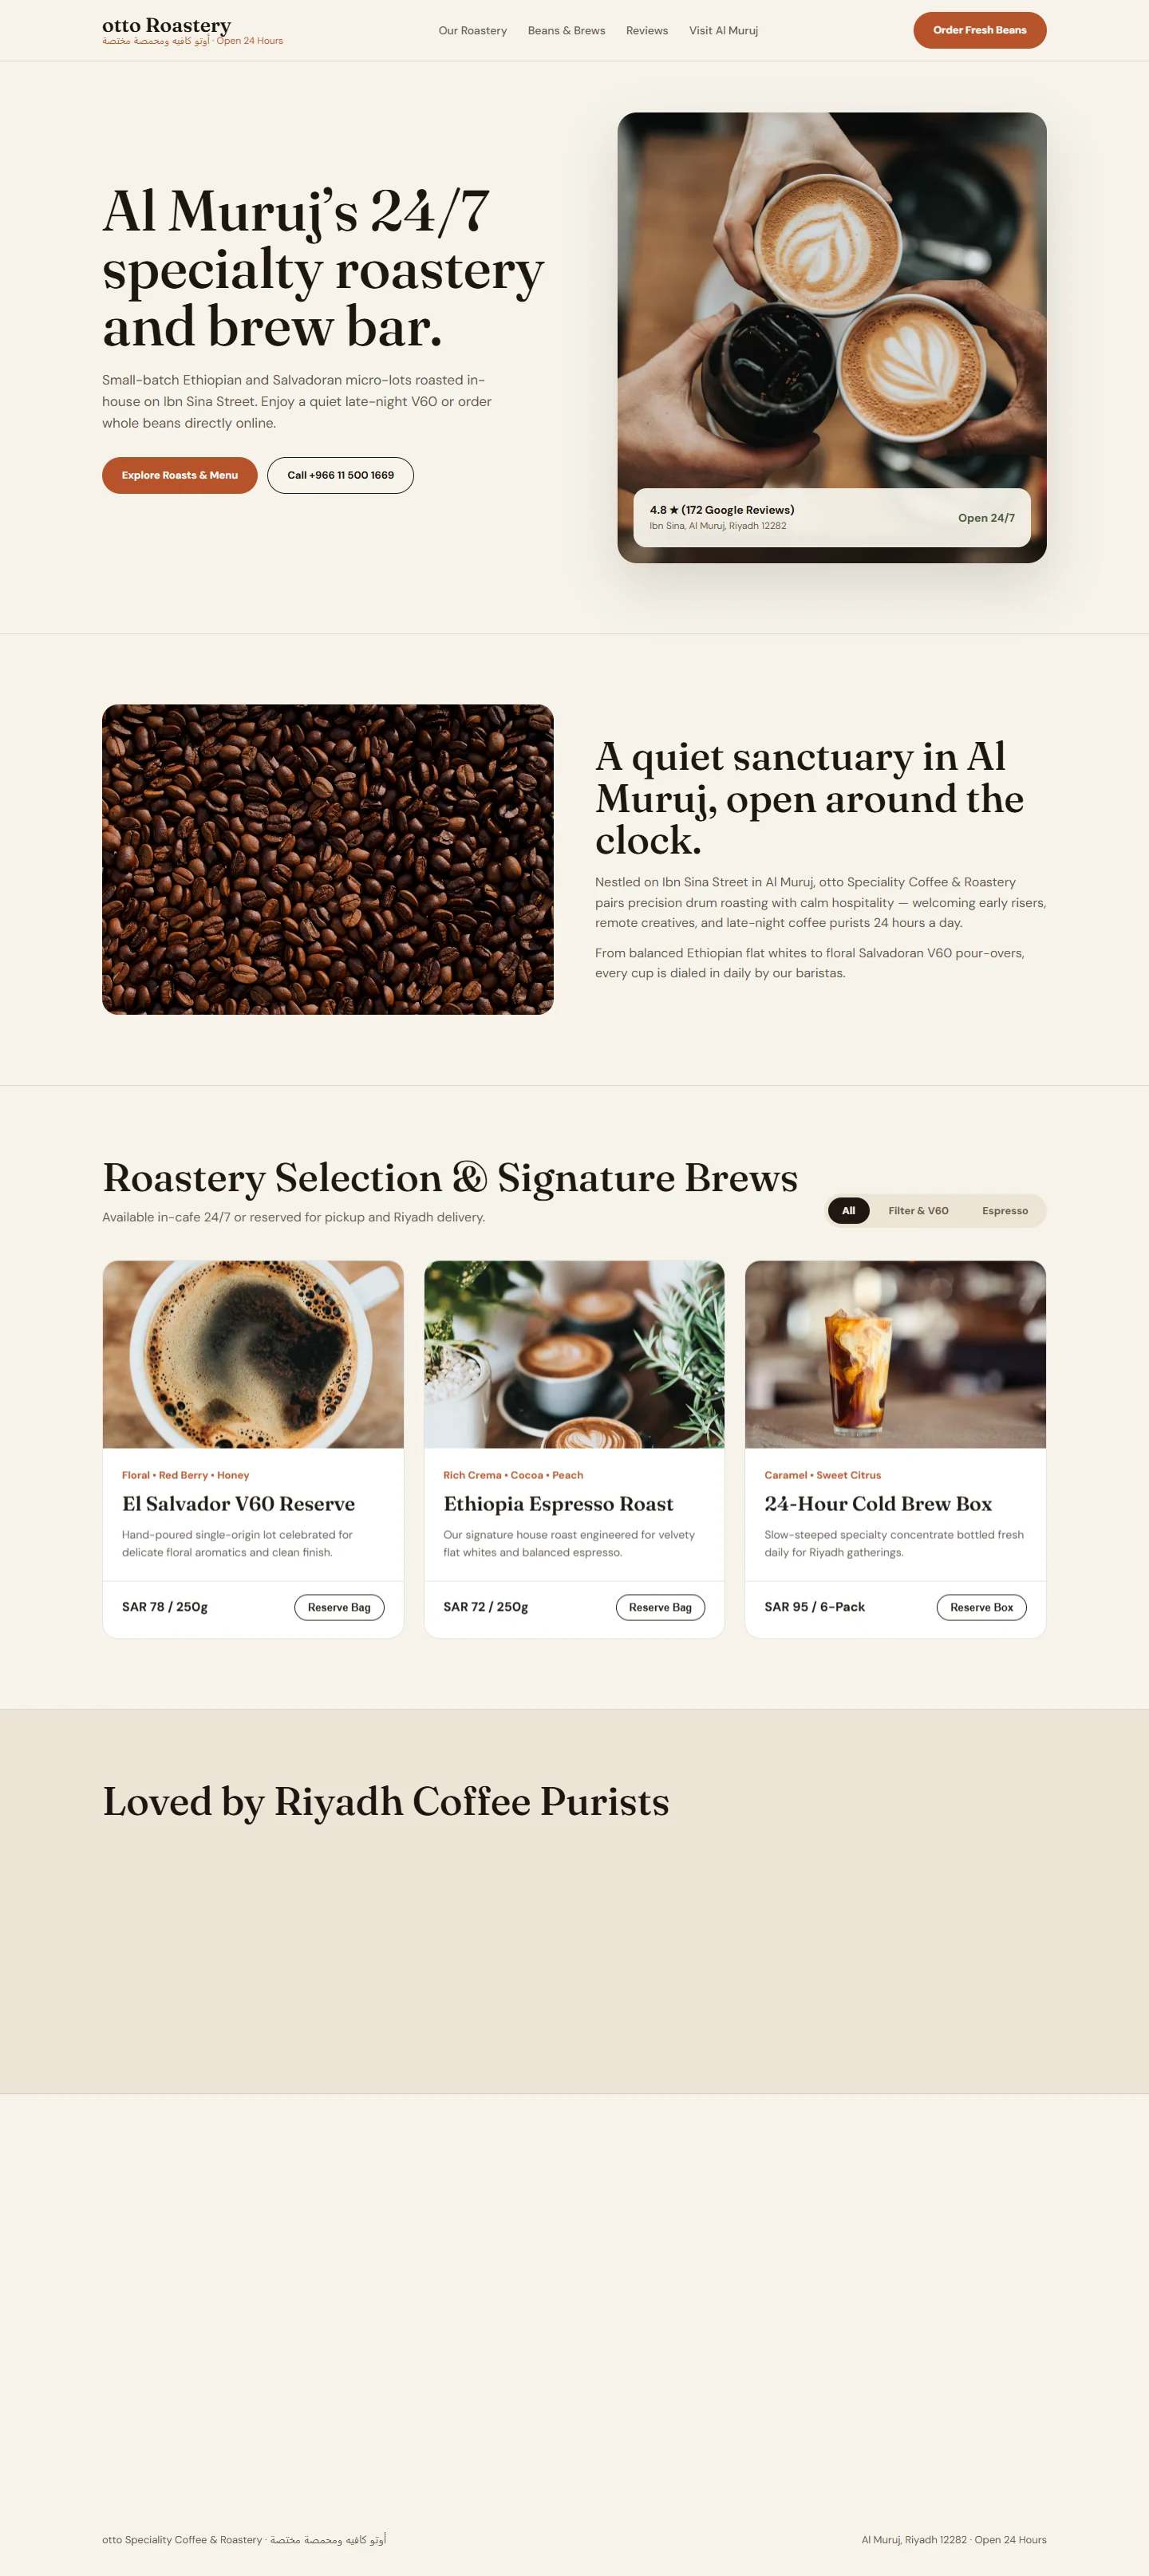 otto Roastery
أوتو كافيه ومحمصة مختصة · Open 24 Hours
Our Roastery
Beans & Brews
Reviews
Visit Al Muruj
Order Fresh Beans
Al Muruj’s 24/7
specialty roastery
and brew bar.
Small-batch Ethiopian and Salvadoran micro-lots roasted in-
house on Ibn Sina Street. Enjoy a quiet late-night V60 or order
whole beans directly online.
Explore Roasts & Menu
Call +966 11 500 1669
4.8 ★ (172 Google Reviews)
Ibn Sina, Al Muruj, Riyadh 12282
Open 24/7
A quiet sanctuary in Al
Muruj, open around the
clock.
Nestled on Ibn Sina Street in Al Muruj, otto Speciality Coffee & Roastery
pairs precision drum roasting with calm hospitality — welcoming early risers,
remote creatives, and late-night coffee purists 24 hours a day.
From balanced Ethiopian flat whites to floral Salvadoran V60 pour-overs,
every cup is dialed in daily by our baristas.
Roastery Selection & Signature Brews
Available in-cafe 24/7 or reserved for pickup and Riyadh delivery.
All
Filter & V60
Espresso
Floral • Red Berry • Honey
El Salvador V60 Reserve
Hand-poured single-origin lot celebrated for
delicate floral aromatics and clean finish.
SAR 78 / 250g
Reserve Bag
Rich Crema • Cocoa • Peach
Ethiopia Espresso Roast
Our signature house roast engineered for velvety
flat whites and balanced espresso.
SAR 72 / 250g
Reserve Bag
Caramel • Sweet Citrus
24-Hour Cold Brew Box
Slow-steeped specialty concentrate bottled fresh
daily for Riyadh gatherings.
SAR 95 / 6-Pack
Reserve Box
Loved by Riyadh Coffee Purists
otto Speciality Coffee & Roastery · أوتو كافيه ومحمصة مختصة
Al Muruj, Riyadh 12282 · Open 24 Hours